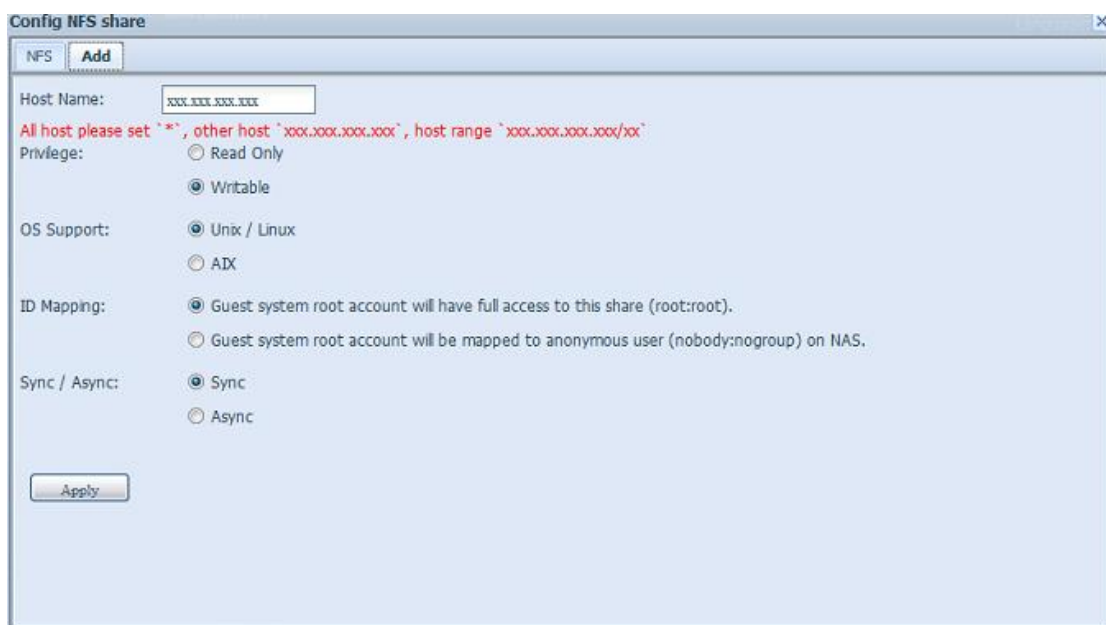 Config NFS share
NFS Add
Host Name: xxx.xxx.xxx.xxx
All host please set `*`, other host `xxx.xxx.xxx.xxx`, host range `xxx.xxx.xxx.xxx/xx`
Privilege: Read Only
Writable
OS Support: Unix / Linux
AIX
ID Mapping: Guest system root account will have full access to this share (root:root).
Guest system root account will be mapped to anonymous user (nobody:nogroup) on NAS.
Sync / Async: Sync
Async
Apply